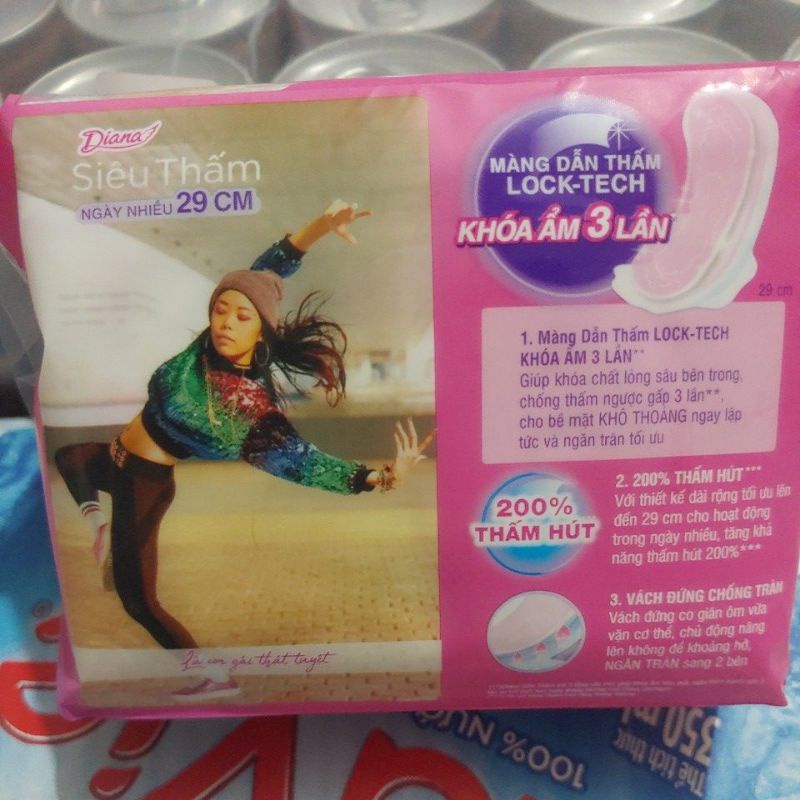 Diana
Siêu Thấm
NGÀY NHIỀU 29 CM
Là con gái thật tuyệt
MÀNG DẪN THẤM
LOCK-TECH
KHÓA ẨM 3 LẦN
29 cm
1. Màng Dẫn Thấm LOCK-TECH
KHÓA ẨM 3 LẦN**
Giúp khóa chất lỏng sâu bên trong,
chống thấm ngược gấp 3 lần**,
cho bề mặt KHÔ THOÁNG ngay lập
tức và ngăn tràn tối ưu
200%
THẤM HÚT
2. 200% THẤM HÚT***
Với thiết kế dài rộng tối ưu lên
đến 29 cm cho hoạt động
trong ngày nhiều, tăng khả
năng thấm hút 200%***
3. VÁCH ĐỨNG CHỐNG TRÀN
Vách đứng co giãn ôm vừa
vặn cơ thể, chủ động nâng
lên không để khoảng hở,
NGĂN TRÀN sang 2 bên
100% NƯỚ
Thể tích thực
350 ml